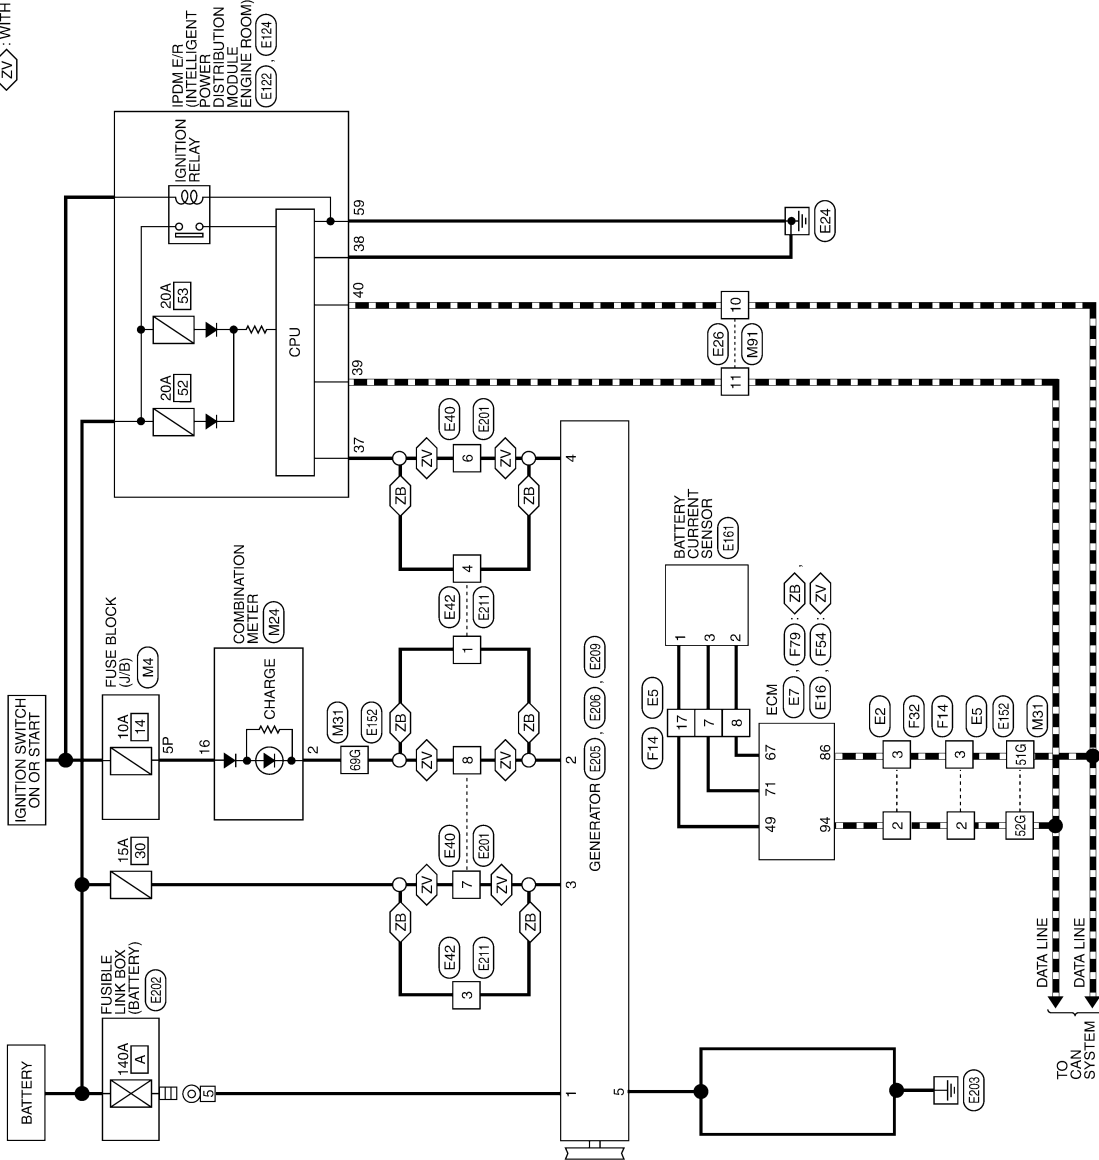 ZV : WITH
IPDM E/R
(INTELLIGENT
POWER
DISTRIBUTION
MODULE
ENGINE ROOM)
E122 , E124
IGNITION
RELAY
20A
53
20A
52
CPU
59
38
40
39
37
E24
10
E26
M91
11
IGNITION SWITCH
ON OR START
FUSE BLOCK
(J/B)
M4
10A
14
5P
COMBINATION
METER
M24
16
CHARGE
2
M31
E152
69G
15A
30
BATTERY
FUSIBLE
LINK BOX
(BATTERY)
E202
140A
A
5
ZB
ZV
E40
E201
6
ZV
ZB
4
E42
E211
1
ZB
ZV
8
ZV
ZB
E40
E201
7
ZV
ZV
ZB
ZB
E42
E211
3
4
2
3
1
5
GENERATOR E205 , E206 , E209
BATTERY
CURRENT
SENSOR
E161
1
3
2
E5
F14
17
7
8
ECM
E7 , F79 : ZB ,
E16 , F54 : ZV
67
71
49
86
94
E2
F32
F14
E5
E152
M31
3
3
51G
2
2
52G
DATA LINE
DATA LINE
TO
CAN
SYSTEM
E203